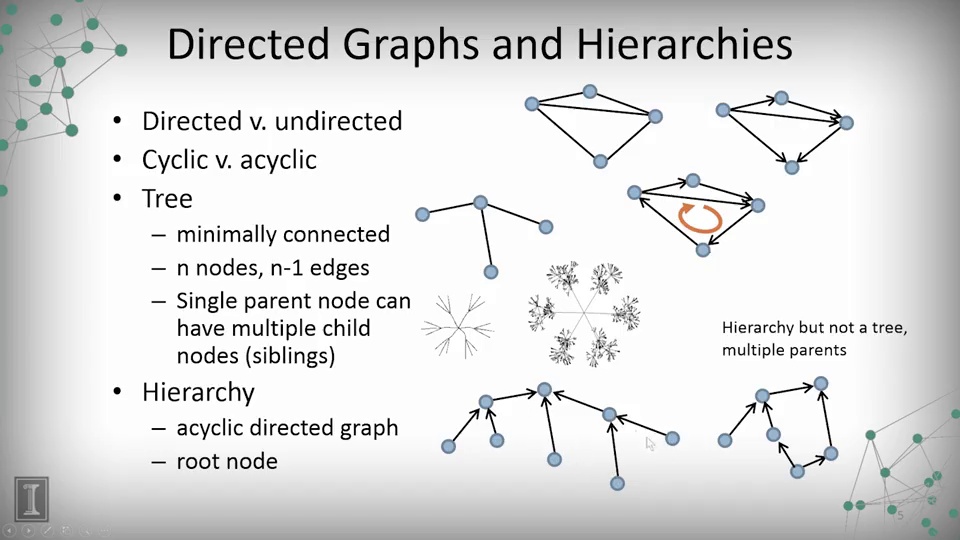 Directed Graphs and Hierarchies
• Directed v. undirected
• Cyclic v. acyclic
• Tree
– minimally connected
– n nodes, n-1 edges
– Single parent node can
have multiple child
nodes (siblings)
• Hierarchy
– acyclic directed graph
– root node
Hierarchy but not a tree,
multiple parents
I
5